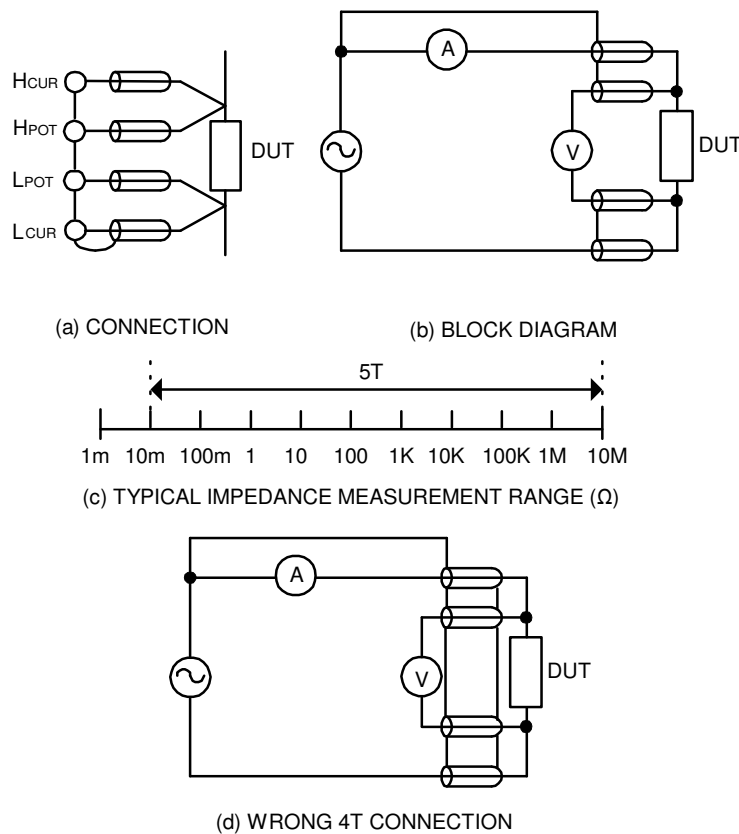 HCUR
HPOT
LPOT
LCUR
DUT
A
V
DUT
(a) CONNECTION
(b) BLOCK DIAGRAM
5T
1m 10m 100m 1 10 100 1K 10K 100K 1M 10M
(c) TYPICAL IMPEDANCE MEASUREMENT RANGE (Ω)
A
V
DUT
(d) WRONG 4T CONNECTION